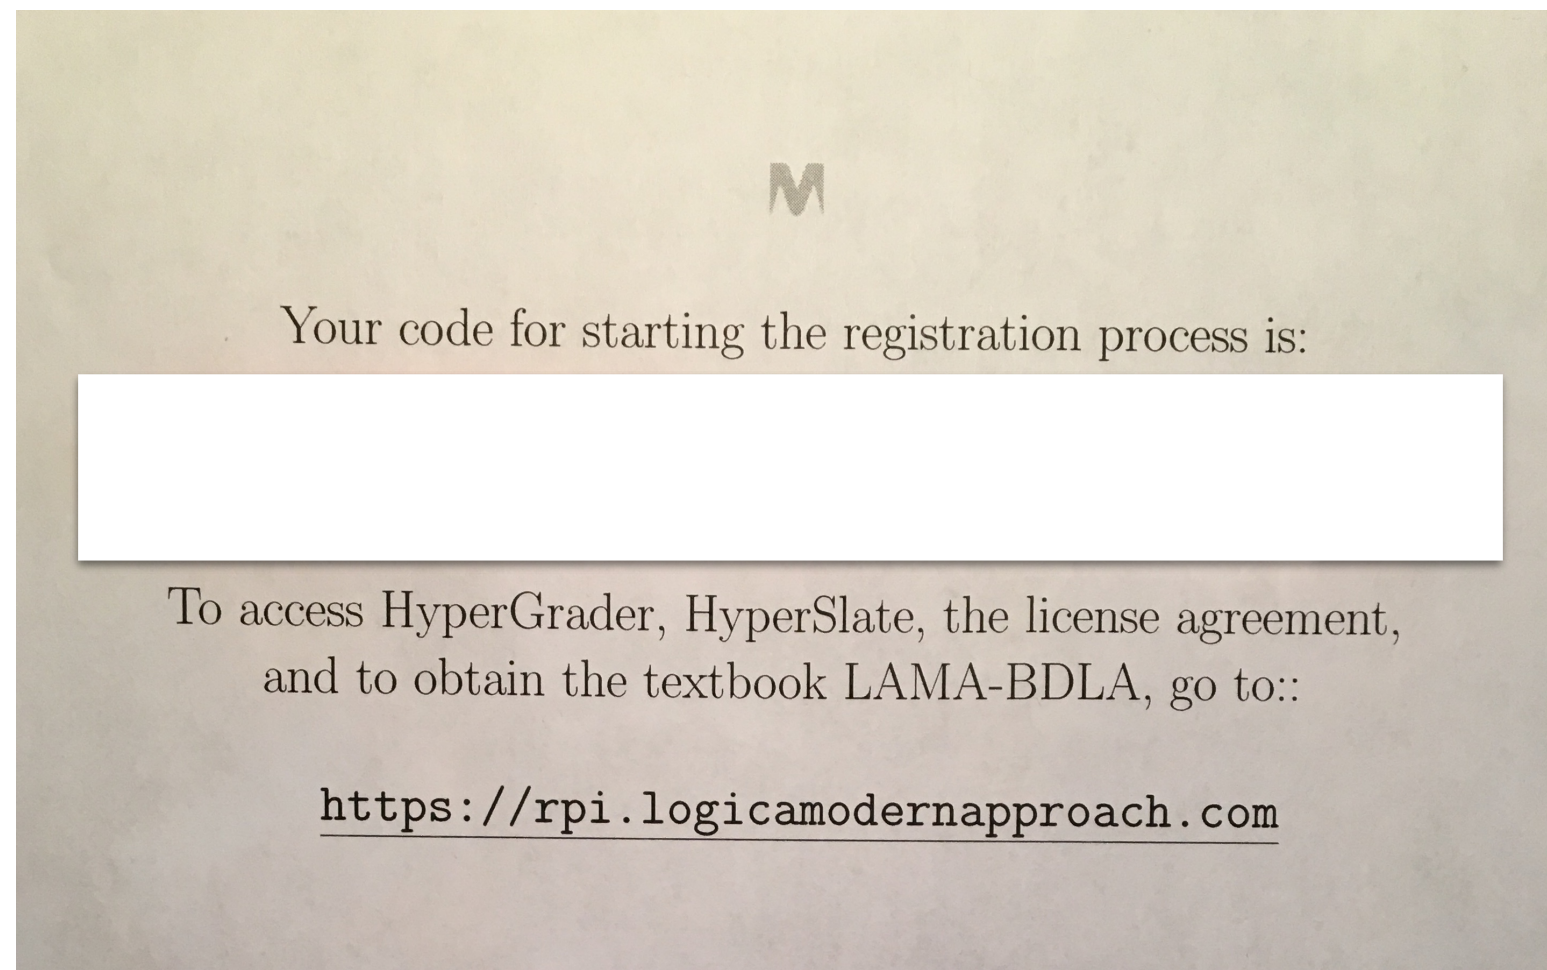 M
Your code for starting the registration process is:
To access HyperGrader, HyperSlate, the license agreement,
and to obtain the textbook LAMA-BDLA, go to::
https://rpi.logicamodernapproach.com